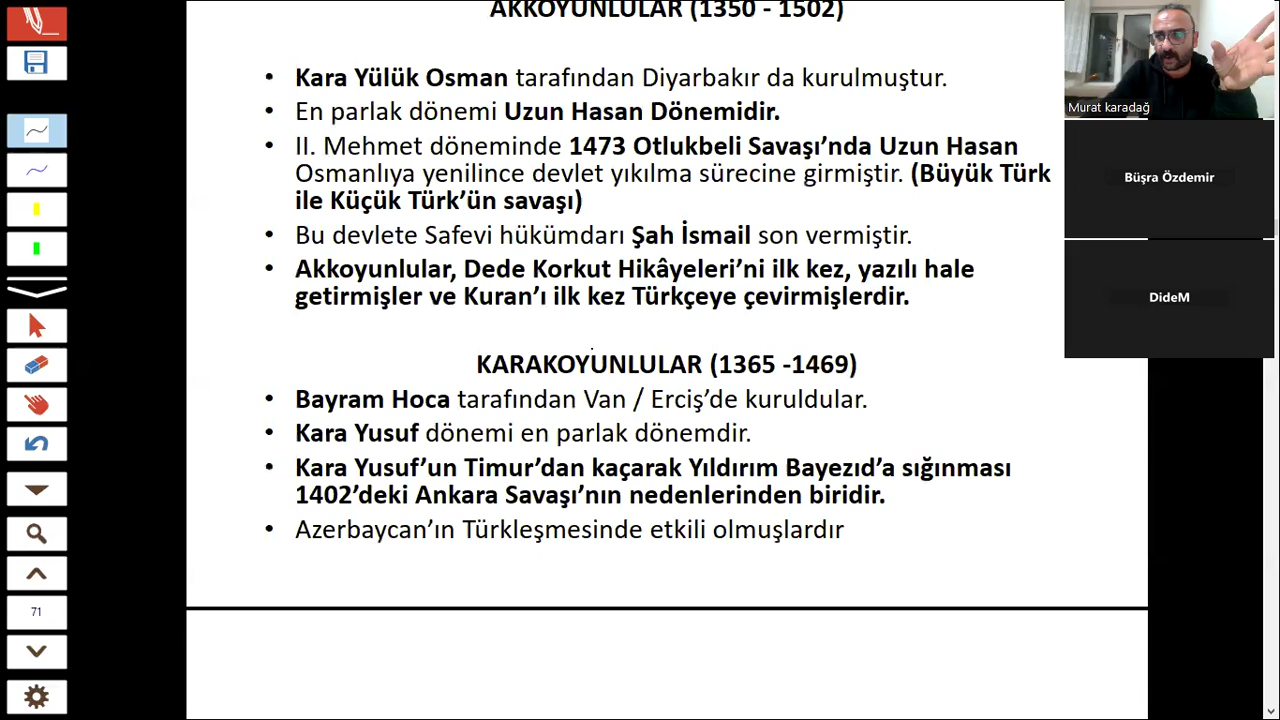 AKKOYUNLULAR (1350 - 1502)
• Kara Yülük Osman tarafından Diyarbakır da kurulmuştur.
• En parlak dönemi Uzun Hasan Dönemidir.
• II. Mehmet döneminde 1473 Otlukbeli Savaşı’nda Uzun Hasan
Osmanlıya yenilince devlet yıkılma sürecine girmiştir. (Büyük Türk
ile Küçük Türk’ün savaşı)
• Bu devlete Safevi hükümdarı Şah İsmail son vermiştir.
• Akkoyunlular, Dede Korkut Hikâyeleri’ni ilk kez, yazılı hale
getirmişler ve Kuran’ı ilk kez Türkçeye çevirmişlerdir.
KARAKOYUNLULAR (1365 -1469)
• Bayram Hoca tarafından Van / Erciş’de kuruldular.
• Kara Yusuf dönemi en parlak dönemdir.
• Kara Yusuf’un Timur’dan kaçarak Yıldırım Bayezıd’a sığınması
1402’deki Ankara Savaşı’nın nedenlerinden biridir.
• Azerbaycan’ın Türkleşmesinde etkili olmuşlardır
71
Murat karadağ
Büşra Özdemir
DideM